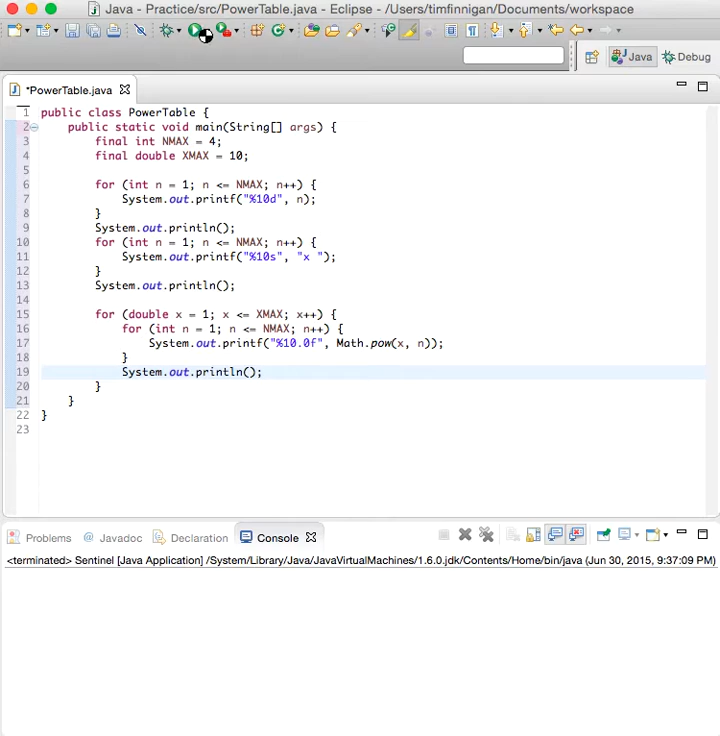 Java - Practice/src/PowerTable.java - Eclipse - /Users/timfinnigan/Documents/workspace
Java Debug
*PowerTable.java
1 public class PowerTable {
2 public static void main(String[] args) {
3 final int NMAX = 4;
4 final double XMAX = 10;
5
6 for (int n = 1; n <= NMAX; n++) {
7 System.out.printf("%10d", n);
8 }
9 System.out.println();
10 for (int n = 1; n <= NMAX; n++) {
11 System.out.printf("%10s", "x ");
12 }
13 System.out.println();
14
15 for (double x = 1; x <= XMAX; x++) {
16 for (int n = 1; n <= NMAX; n++) {
17 System.out.printf("%10.0f", Math.pow(x, n));
18 }
19 System.out.println();
20 }
21 }
22 }
23
Problems @ Javadoc Declaration Console
<terminated> Sentinel [Java Application] /System/Library/Java/JavaVirtualMachines/1.6.0.jdk/Contents/Home/bin/java (Jun 30, 2015, 9:37:09 PM)